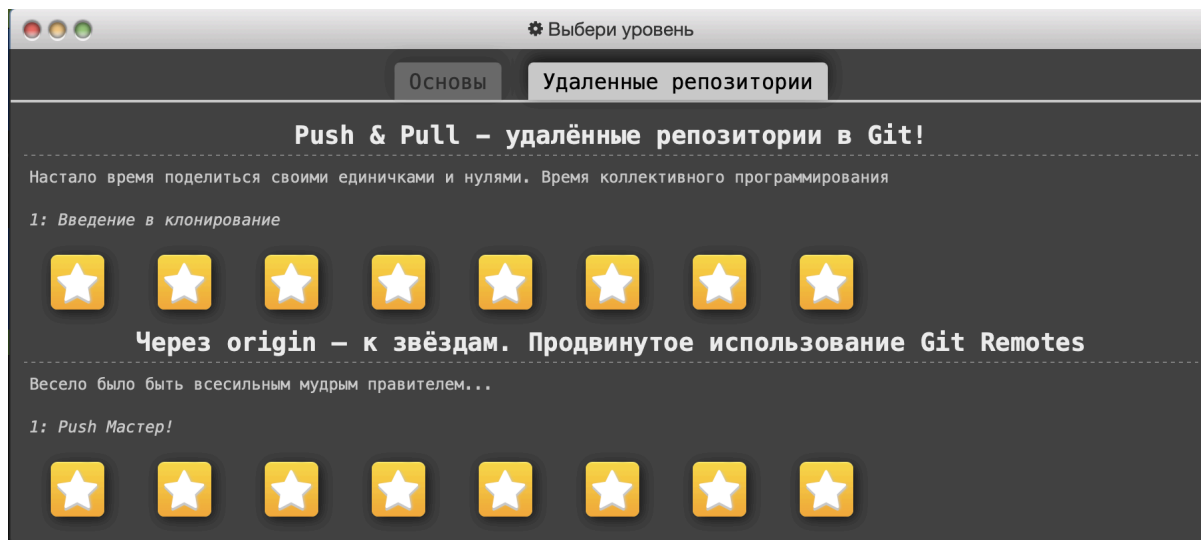 Выбери уровень
Основы
Удаленные репозитории
Push & Pull — удалённые репозитории в Git!
Настало время поделиться своими единичками и нулями. Время коллективного программирования
1: Введение в клонирование
Через origin – к звёздам. Продвинутое использование Git Remotes
Весело было быть всесильным мудрым правителем...
1: Push Мастер!